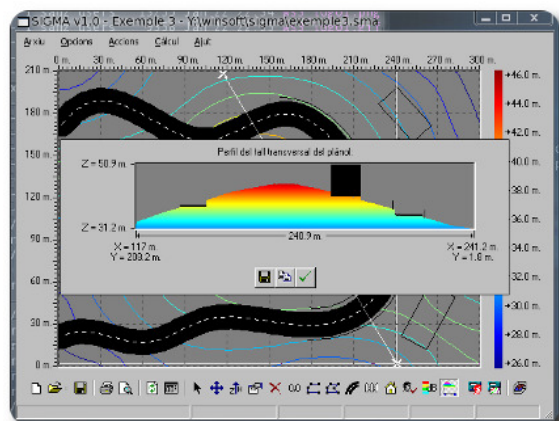 SIGMA v1.0 - Exemple 3 - Y:\winsoft\sigma\exemple3.sma
Arxiu Opcions Accions Càlcul Ajut
0 m. 30 m. 60 m. 90 m. 120 m. 150 m. 180 m. 210 m. 240 m. 270 m. 300 m.
210 m.
180 m.
150 m.
120 m.
90 m.
60 m.
30 m.
0 m.
+46.0 m.
+44.0 m.
+42.0 m.
+40.0 m.
+38.0 m.
+36.0 m.
+34.0 m.
+32.0 m.
+30.0 m.
+28.0 m.
+26.0 m.
Perfil del tall transversal del plànol:
Z = 50.9 m.
Z = 31.2 m.
240.9 m.
X = 117 m.
Y = 208.2 m.
X = 241.2 m.
Y = 1.8 m.
dB